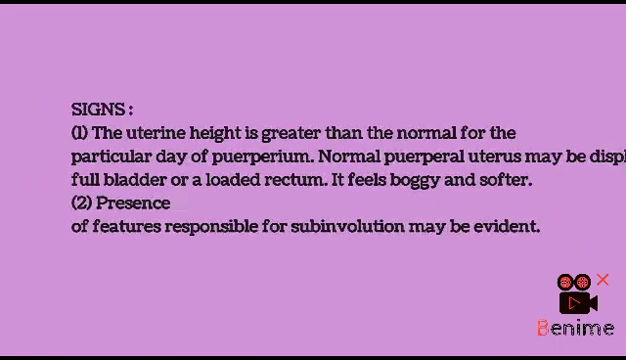 SIGNS :
(1) The uterine height is greater than the normal for the
particular day of puerperium. Normal puerperal uterus may be displ
full bladder or a loaded rectum. It feels boggy and softer.
(2) Presence
of features responsible for subinvolution may be evident.
Benime